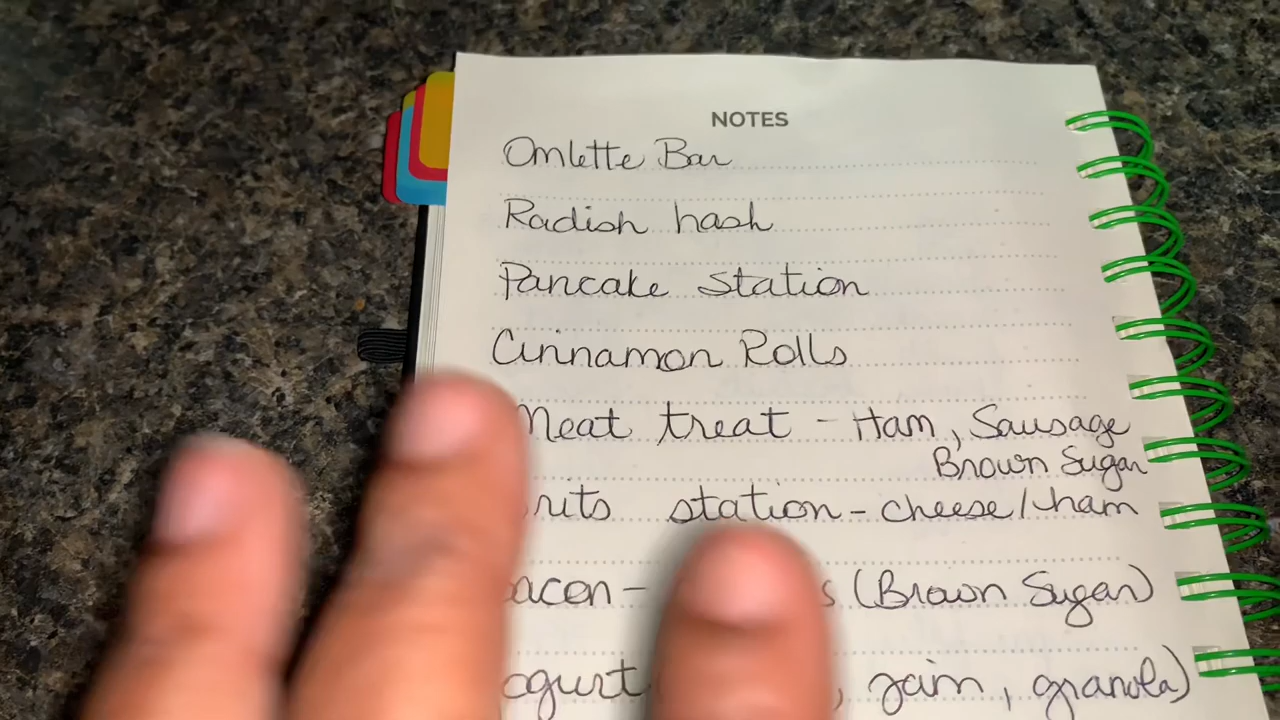 NOTES
Omlette Bar
Radish hash
Pancake Station
Cinnamon Rolls
Meat treat - Ham, Sausage
Brown Sugar
station - cheese/ham
(Brown Sugar)
, jam, granola)